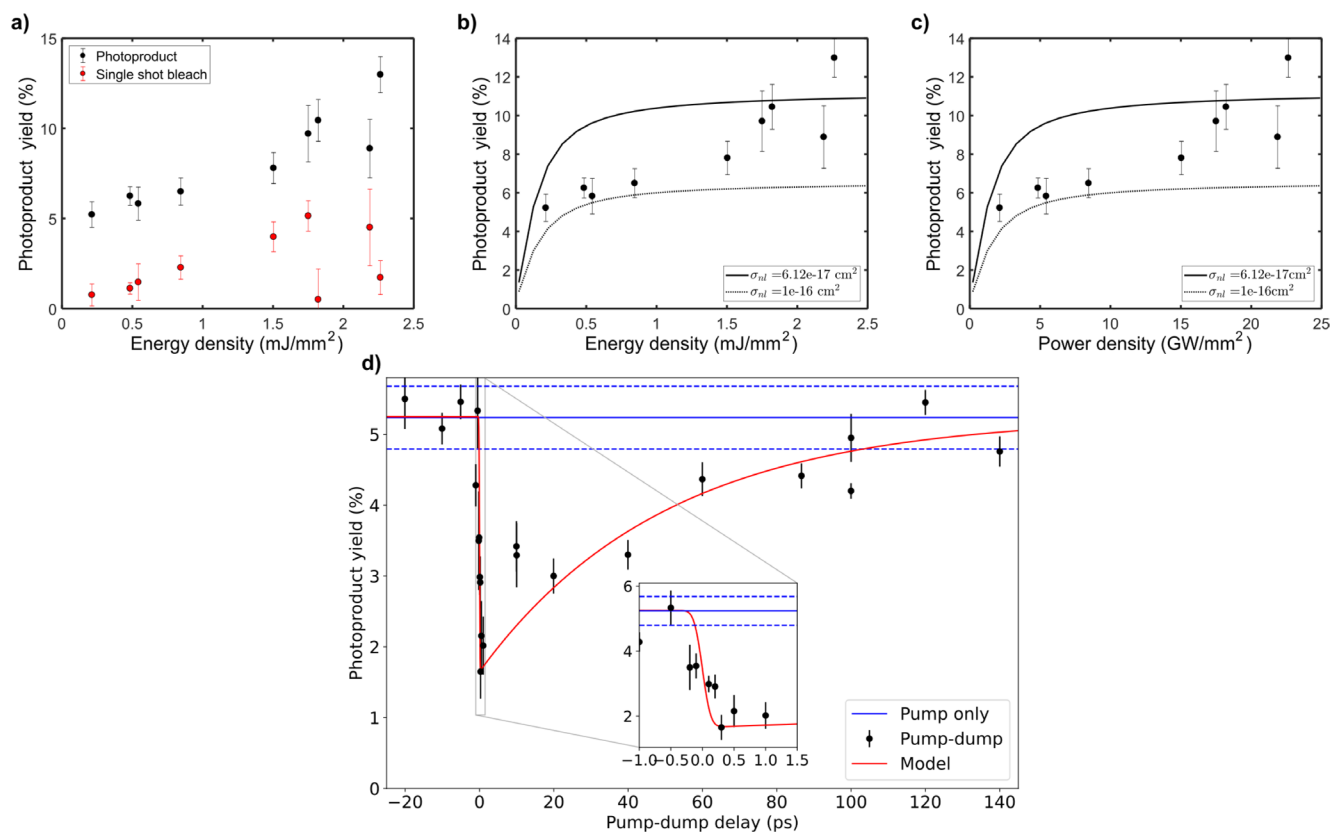 a)
15
10
5
0
Photoproduct yield (%)
Photoproduct
Single shot bleach
0 0.5 1 1.5 2 2.5
Energy density (mJ/mm²)
b)
14
12
10
8
6
4
2
0
Photoproduct yield (%)
σnl =6.12e-17 cm²
σnl =1e-16 cm²
0 0.5 1 1.5 2 2.5
Energy density (mJ/mm²)
c)
14
12
10
8
6
4
2
0
Photoproduct yield (%)
σnl =6.12e-17cm²
σnl =1e-16cm²
0 5 10 15 20 25
Power density (GW/mm²)
d)
5
4
3
2
1
0
Photoproduct yield (%)
6
4
2
−1.0 −0.5 0.0 0.5 1.0 1.5
Pump only
Pump-dump
Model
−20 0 20 40 60 80 100 120 140
Pump-dump delay (ps)